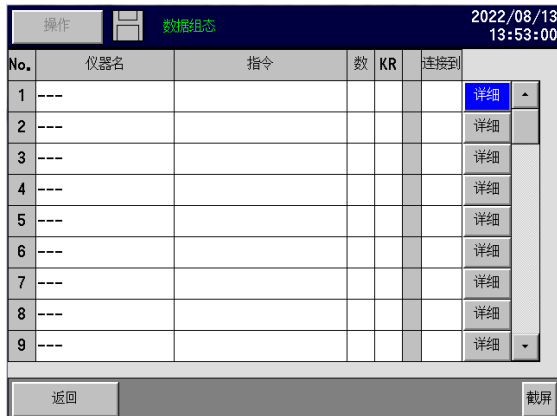 操作 数据组态 2022/08/13
13:53:00
No. 仪器名 指令 数 KR 连接到
1 --- 详细
2 --- 详细
3 --- 详细
4 --- 详细
5 --- 详细
6 --- 详细
7 --- 详细
8 --- 详细
9 --- 详细
返回 截屏